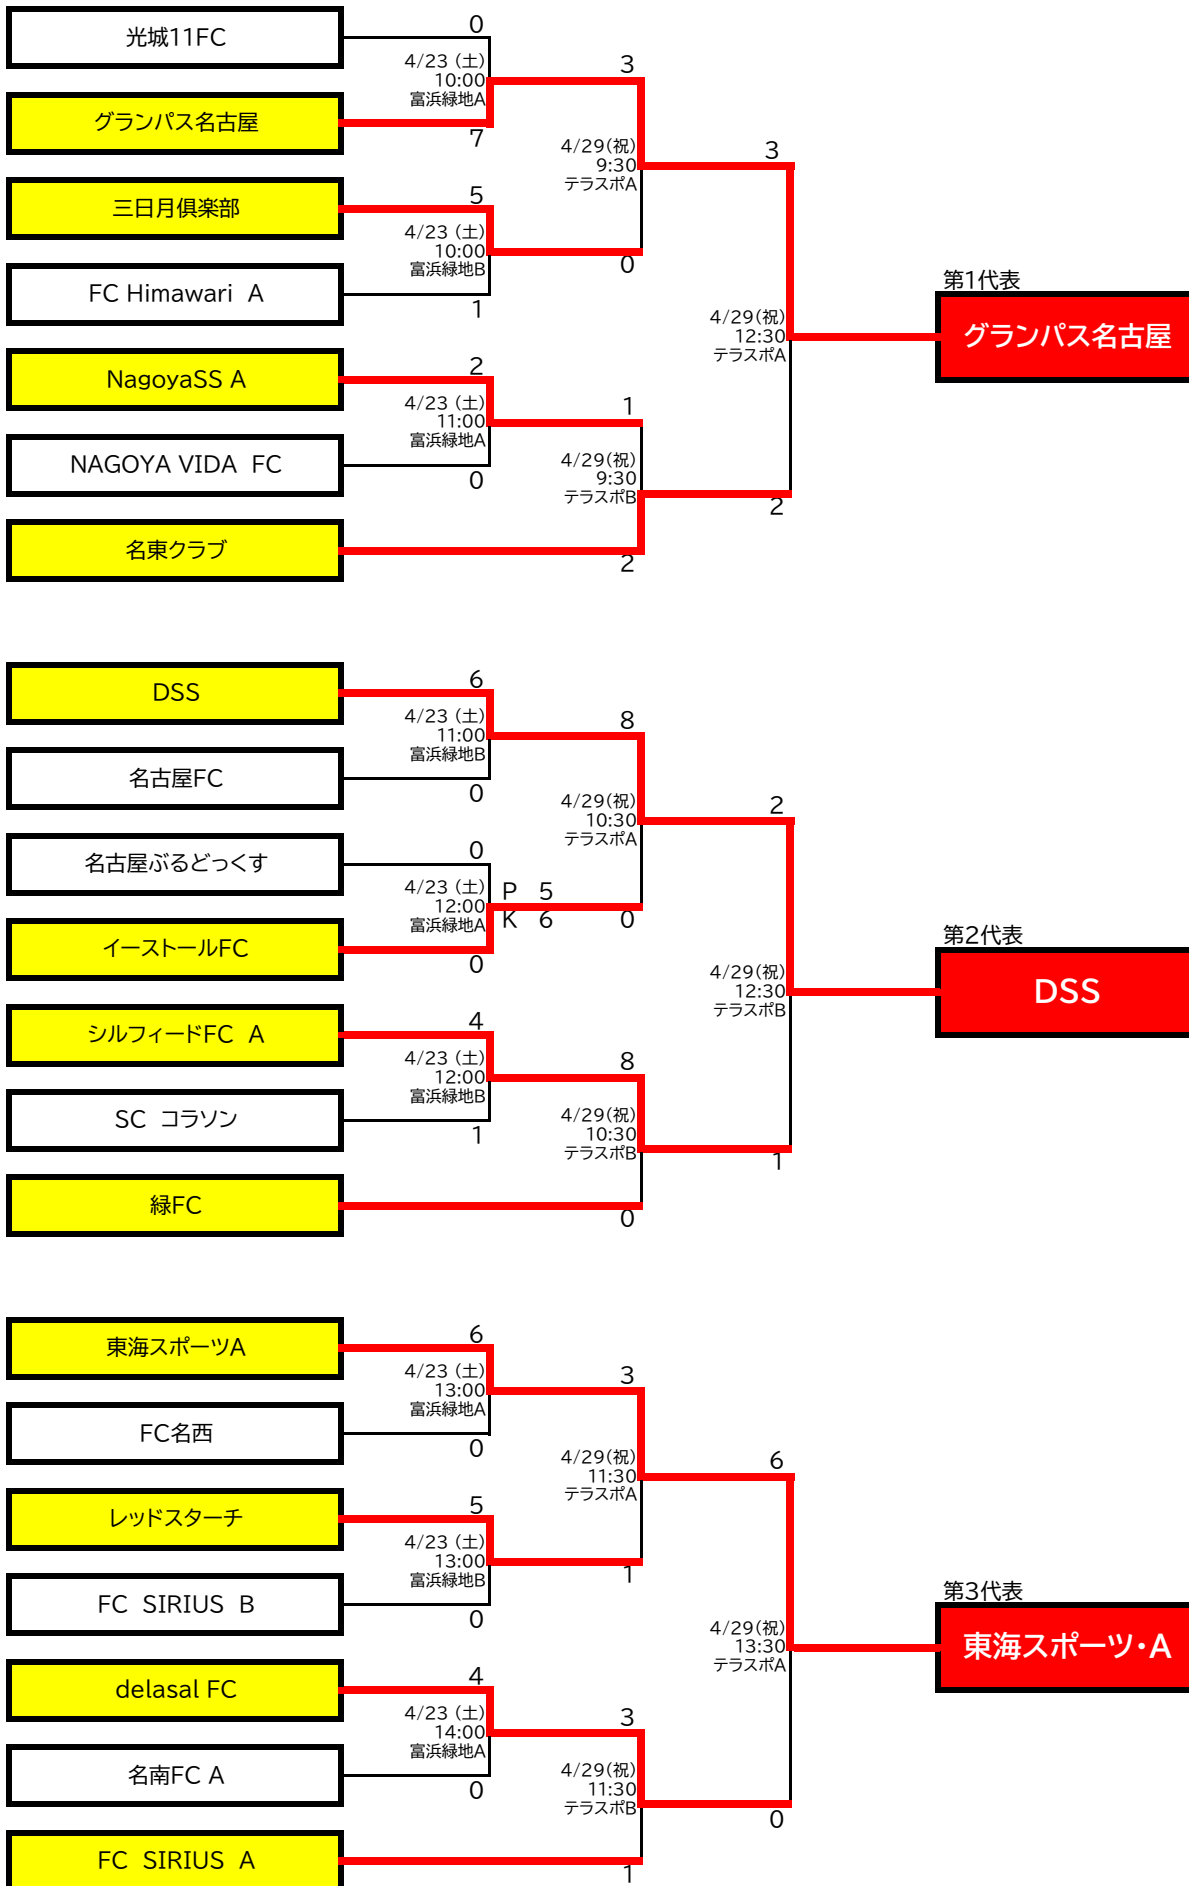 光城11FC
0
4/23 (土)
10:00
富浜緑地A
3
グランパス名古屋
7
4/29(祝)
9:30
テラスポA
3
三日月倶楽部
5
4/23 (土)
10:00
富浜緑地B
0
FC Himawari A
1
第1代表
グランパス名古屋
4/29(祝)
12:30
テラスポA
NagoyaSS A
2
4/23 (土)
11:00
富浜緑地A
1
NAGOYA VIDA FC
0
4/29(祝)
9:30
テラスポB
2
名東クラブ
2
DSS
6
4/23 (土)
11:00
富浜緑地B
8
名古屋FC
0
4/29(祝)
10:30
テラスポA
2
名古屋ぶるどっくす
0
4/23 (土)
12:00
富浜緑地A
P 5
K 6
0
イーストールFC
0
第2代表
DSS
4/29(祝)
12:30
テラスポB
シルフィードFC A
4
4/23 (土)
12:00
富浜緑地B
8
SC コラソン
1
4/29(祝)
10:30
テラスポB
1
緑FC
0
東海スポーツA
6
4/23 (土)
13:00
富浜緑地A
3
FC名西
0
4/29(祝)
11:30
テラスポA
6
レッドスターチ
5
4/23 (土)
13:00
富浜緑地B
1
FC SIRIUS B
0
第3代表
東海スポーツ・A
4/29(祝)
13:30
テラスポA
delasal FC
4
4/23 (土)
14:00
富浜緑地A
3
名南FC A
0
4/29(祝)
11:30
テラスポB
0
FC SIRIUS A
1